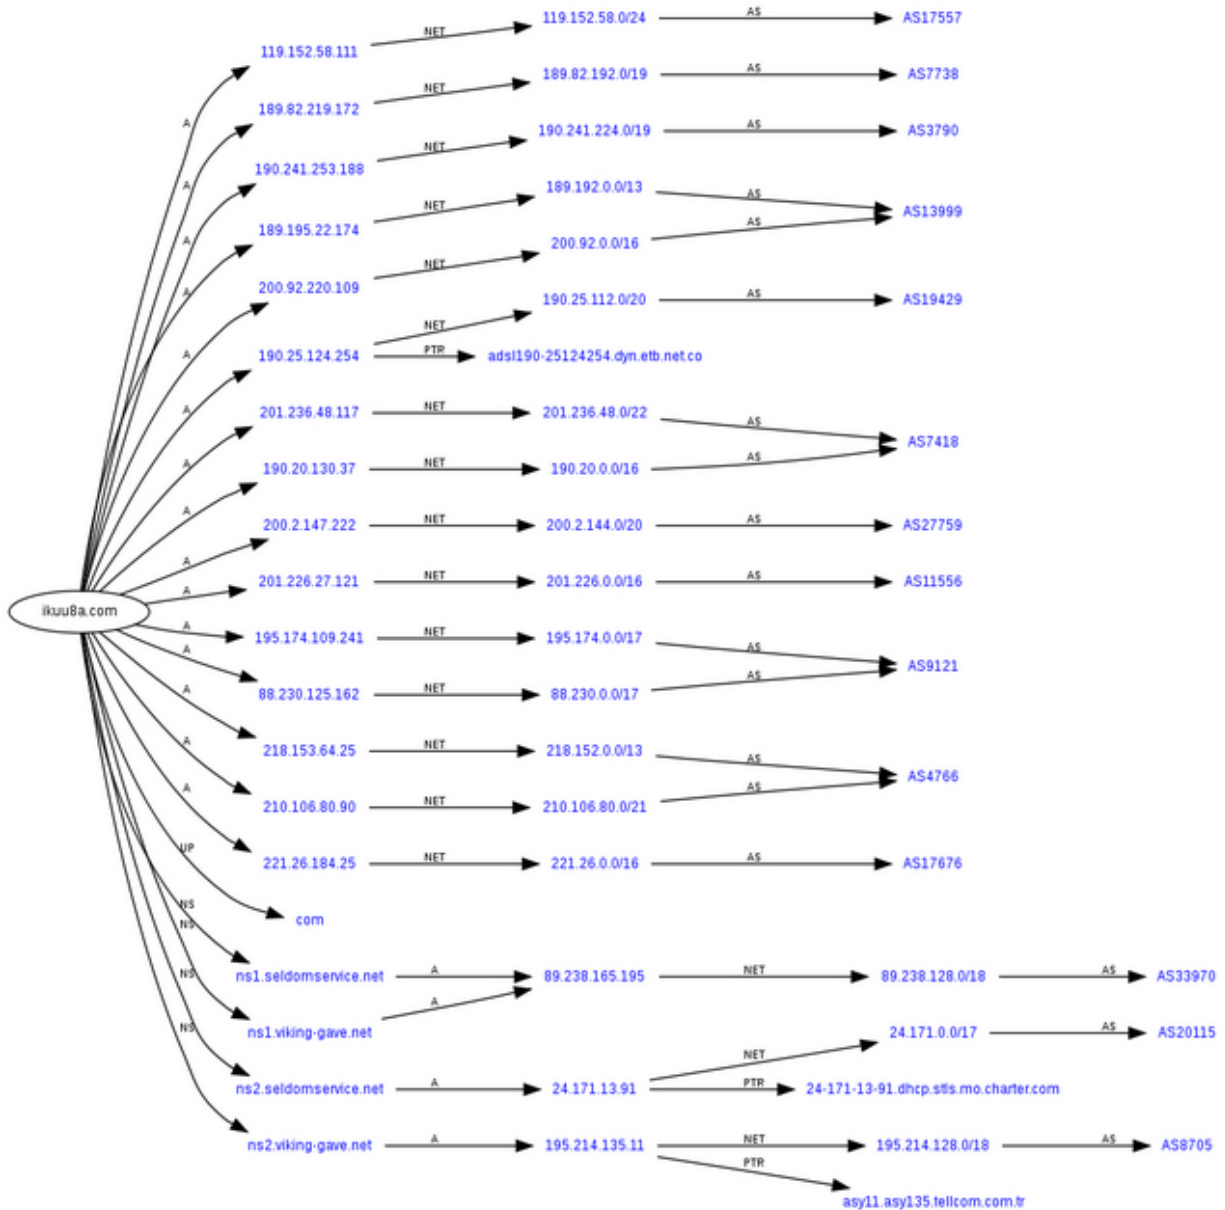 119.152.58.0/24 AS AS17557
119.152.58.111 NET
189.82.192.0/19 AS AS7738
A 189.82.219.172 NET
190.241.224.0/19 AS AS3790
A 190.241.253.188 NET
189.192.0.0/13 AS
A 189.195.22.174 NET AS13999
200.92.0.0/16 AS
A 200.92.220.109 NET
190.25.112.0/20 AS AS19429
A 190.25.124.254 NET
PTR adsl190-25124254.dyn.etb.net.co
A 201.236.48.117 NET 201.236.48.0/22 AS
AS7418
A 190.20.130.37 NET 190.20.0.0/16 AS
A 200.2.147.222 NET 200.2.144.0/20 AS AS27759
A 201.226.27.121 NET 201.226.0.0/16 AS AS11556
ikuu8a.com
A 195.174.109.241 NET 195.174.0.0/17 AS
AS9121
A 88.230.125.162 NET 88.230.0.0/17 AS
A 218.153.64.25 NET 218.152.0.0/13 AS
AS4766
A 210.106.80.90 NET 210.106.80.0/21 AS
A 221.26.184.25 NET 221.26.0.0/16 AS AS17676
UP com
NS ns1.seldomservice.net A 89.238.165.195 NET 89.238.128.0/18 AS AS33970
NS ns1.viking-gave.net A
24.171.0.0/17 AS AS20115
NET
NS ns2.seldomservice.net A 24.171.13.91 PTR 24-171-13-91.dhcp.stls.mo.charter.com
NS ns2.viking-gave.net A 195.214.135.11 NET 195.214.128.0/18 AS AS8705
PTR asy11.asy135.tellcom.com.tr